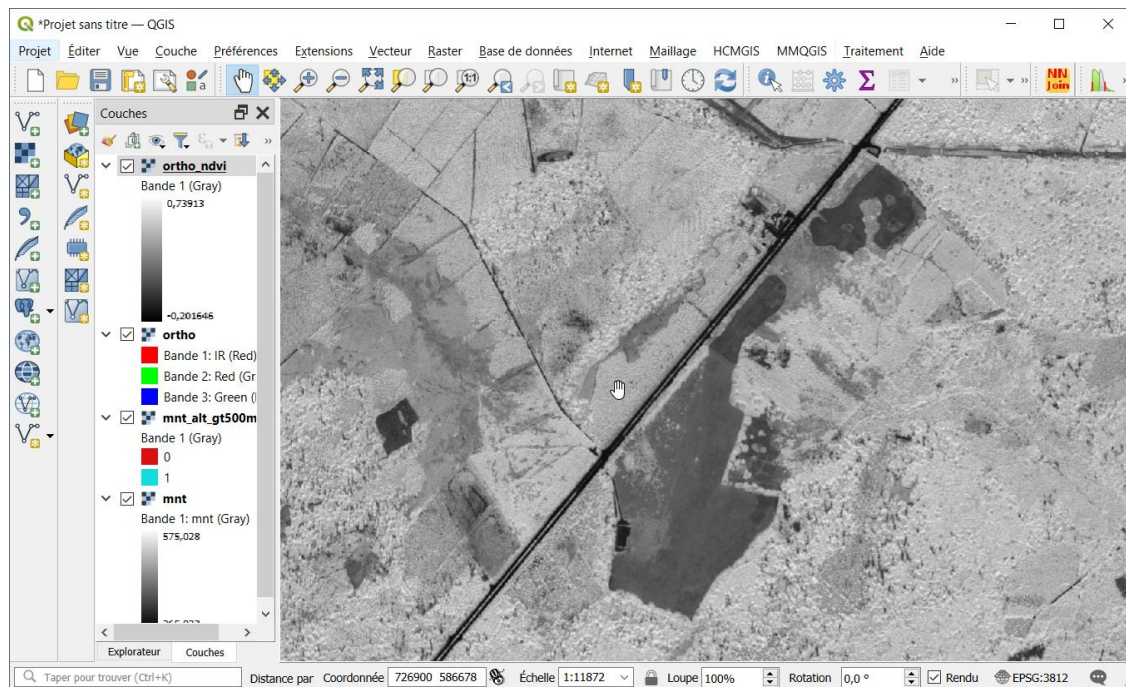 *Projet sans titre — QGIS
Projet Éditer Vue Couche Préférences Extensions Vecteur Raster Base de données Internet Maillage HCMGIS MMQGIS Traitement Aide
NN
join
Couches
ortho_ndvi
Bande 1 (Gray)
0,73913
-0,201646
ortho
Bande 1: IR (Red)
Bande 2: Red (Gr
Bande 3: Green (
mnt_alt_gt500m
Bande 1 (Gray)
0
1
mnt
Bande 1: mnt (Gray)
575,028
Explorateur Couches
Taper pour trouver (Ctrl+K) Distance par Coordonnée 726900 586678 Échelle 1:11872 Loupe 100% Rotation 0,0 ° Rendu EPSG:3812